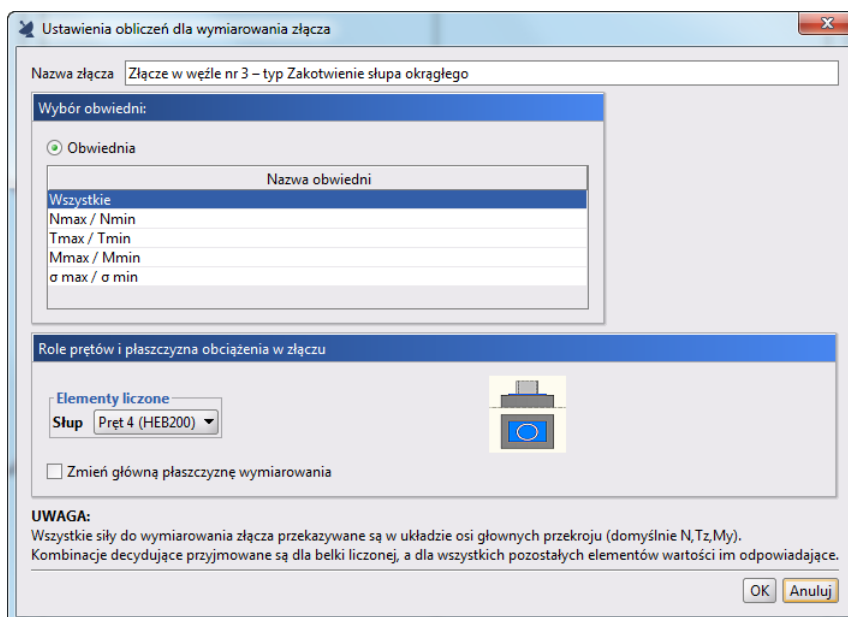 Ustawienia obliczeń dla wymiarowania złącza
Nazwa złącza Złącze w węźle nr 3 – typ Zakotwienie słupa okrągłego
Wybór obwiedni:
Obwiednia
Nazwa obwiedni
Wszystkie
Nmax / Nmin
Tmax / Tmin
Mmax / Mmin
σ max / σ min
Role prętów i płaszczyzna obciążenia w złączu
Elementy liczone
Słup Pręt 4 (HEB200)
Zmień główną płaszczyznę wymiarowania
UWAGA:
Wszystkie siły do wymiarowania złącza przekazywane są w układzie osi głownych przekroju (domyślnie N,Tz,My).
Kombinacje decydujące przyjmowane są dla belki liczonej, a dla wszystkich pozostałych elementów wartości im odpowiadające.
OK Anuluj